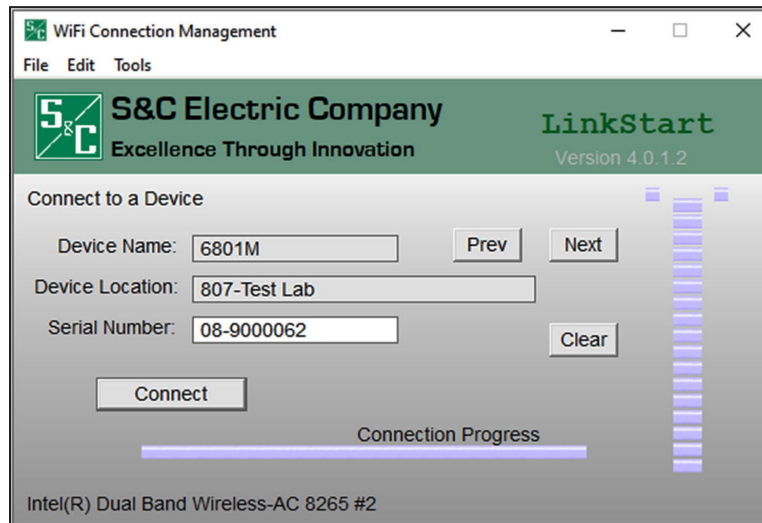 S&C WiFi Connection Management
File Edit Tools
S&C S&C Electric Company
Excellence Through Innovation
LinkStart
Version 4.0.1.2
Connect to a Device
Device Name: 6801M Prev Next
Device Location: 807-Test Lab
Serial Number: 08-9000062
Clear
Connect
Connection Progress
Intel(R) Dual Band Wireless-AC 8265 #2